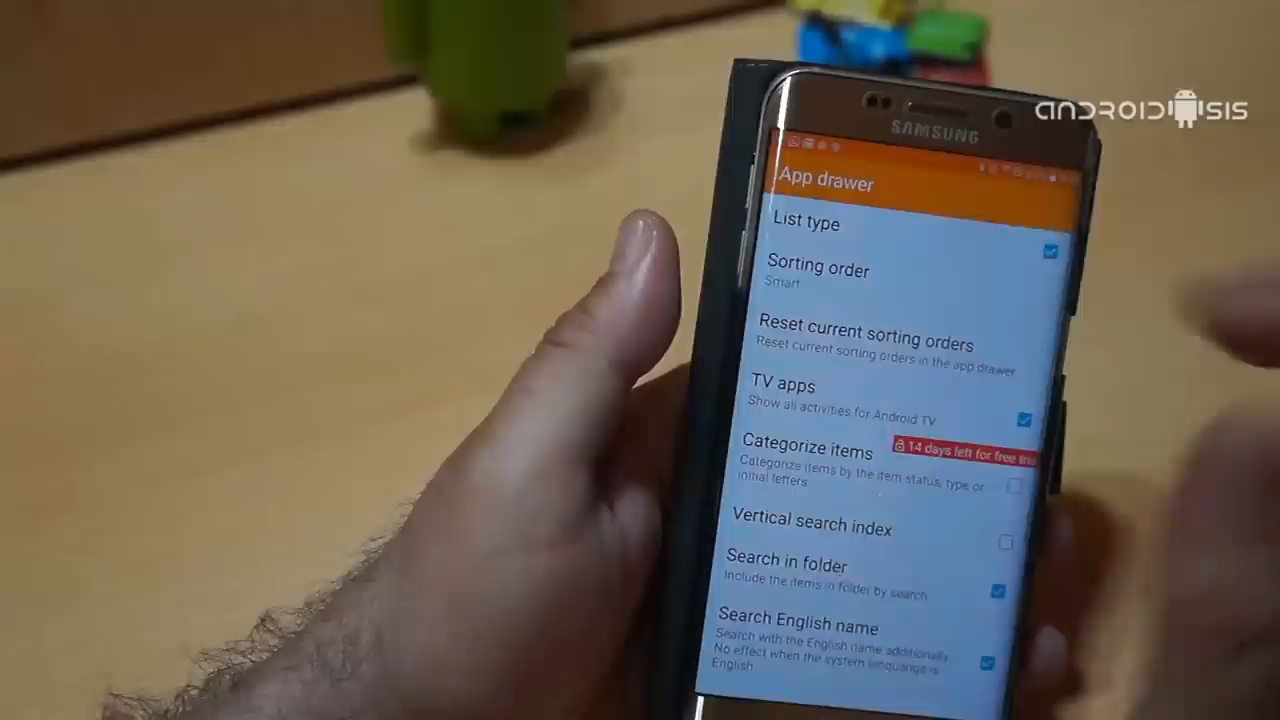 ANDROIDSIS
SAMSUNG
App drawer
List type
Sorting order
Smart
Reset current sorting orders
Reset current sorting orders in the app drawer
TV apps
Show all activities for Android TV
Categorize items
14 days left for free
Categorize items by the item status, type or
initial letters
Vertical search index
Search in folder
Include the items in folder by search
Search English name
Search with the English name additionally.
No effect when the system language is
English